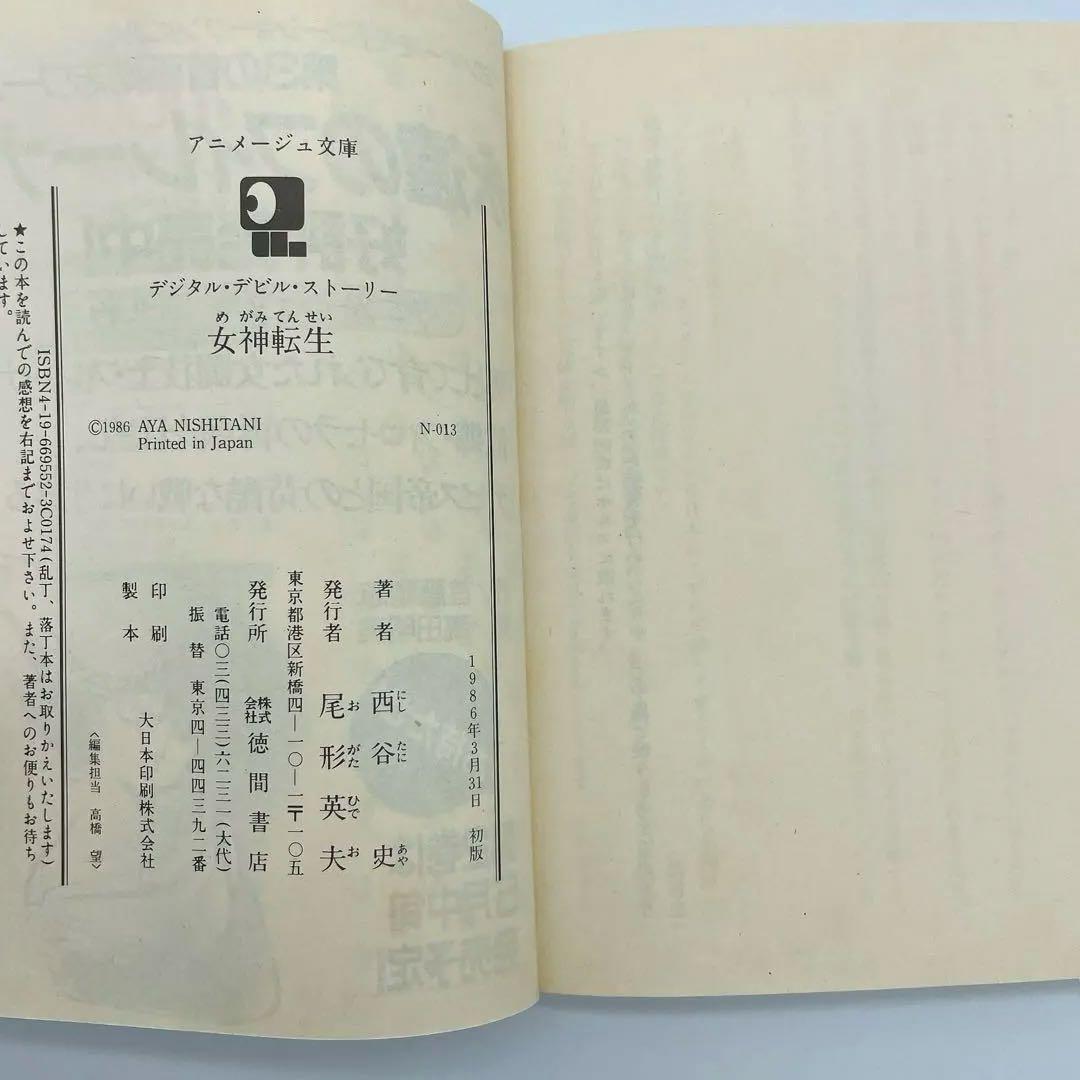 アニメージュ文庫
デジタル・デビル・ストーリー
めがみてんせい
女神転生
©1986 AYA NISHITANI
Printed in Japan
N-013
1986年3月31日 初版
著者 西谷 史
にしたに あや
発行者 尾形英夫
おがたひでお
東京都港区新橋四―一〇―一〒一〇五
発行所 株式会社徳間書店
電話〇三(四三三)六二三一(大代)
振替 東京四―四四三九二番
印刷
製本
大日本印刷株式会社
〈編集担当 高橋 望〉
ISBN4-19-669552-3C0174(乱丁、落丁本はお取りかえいたします)
★この本を読んでの感想を右記までおよせ下さい。また、著者へのお便りもお待ち
しています。